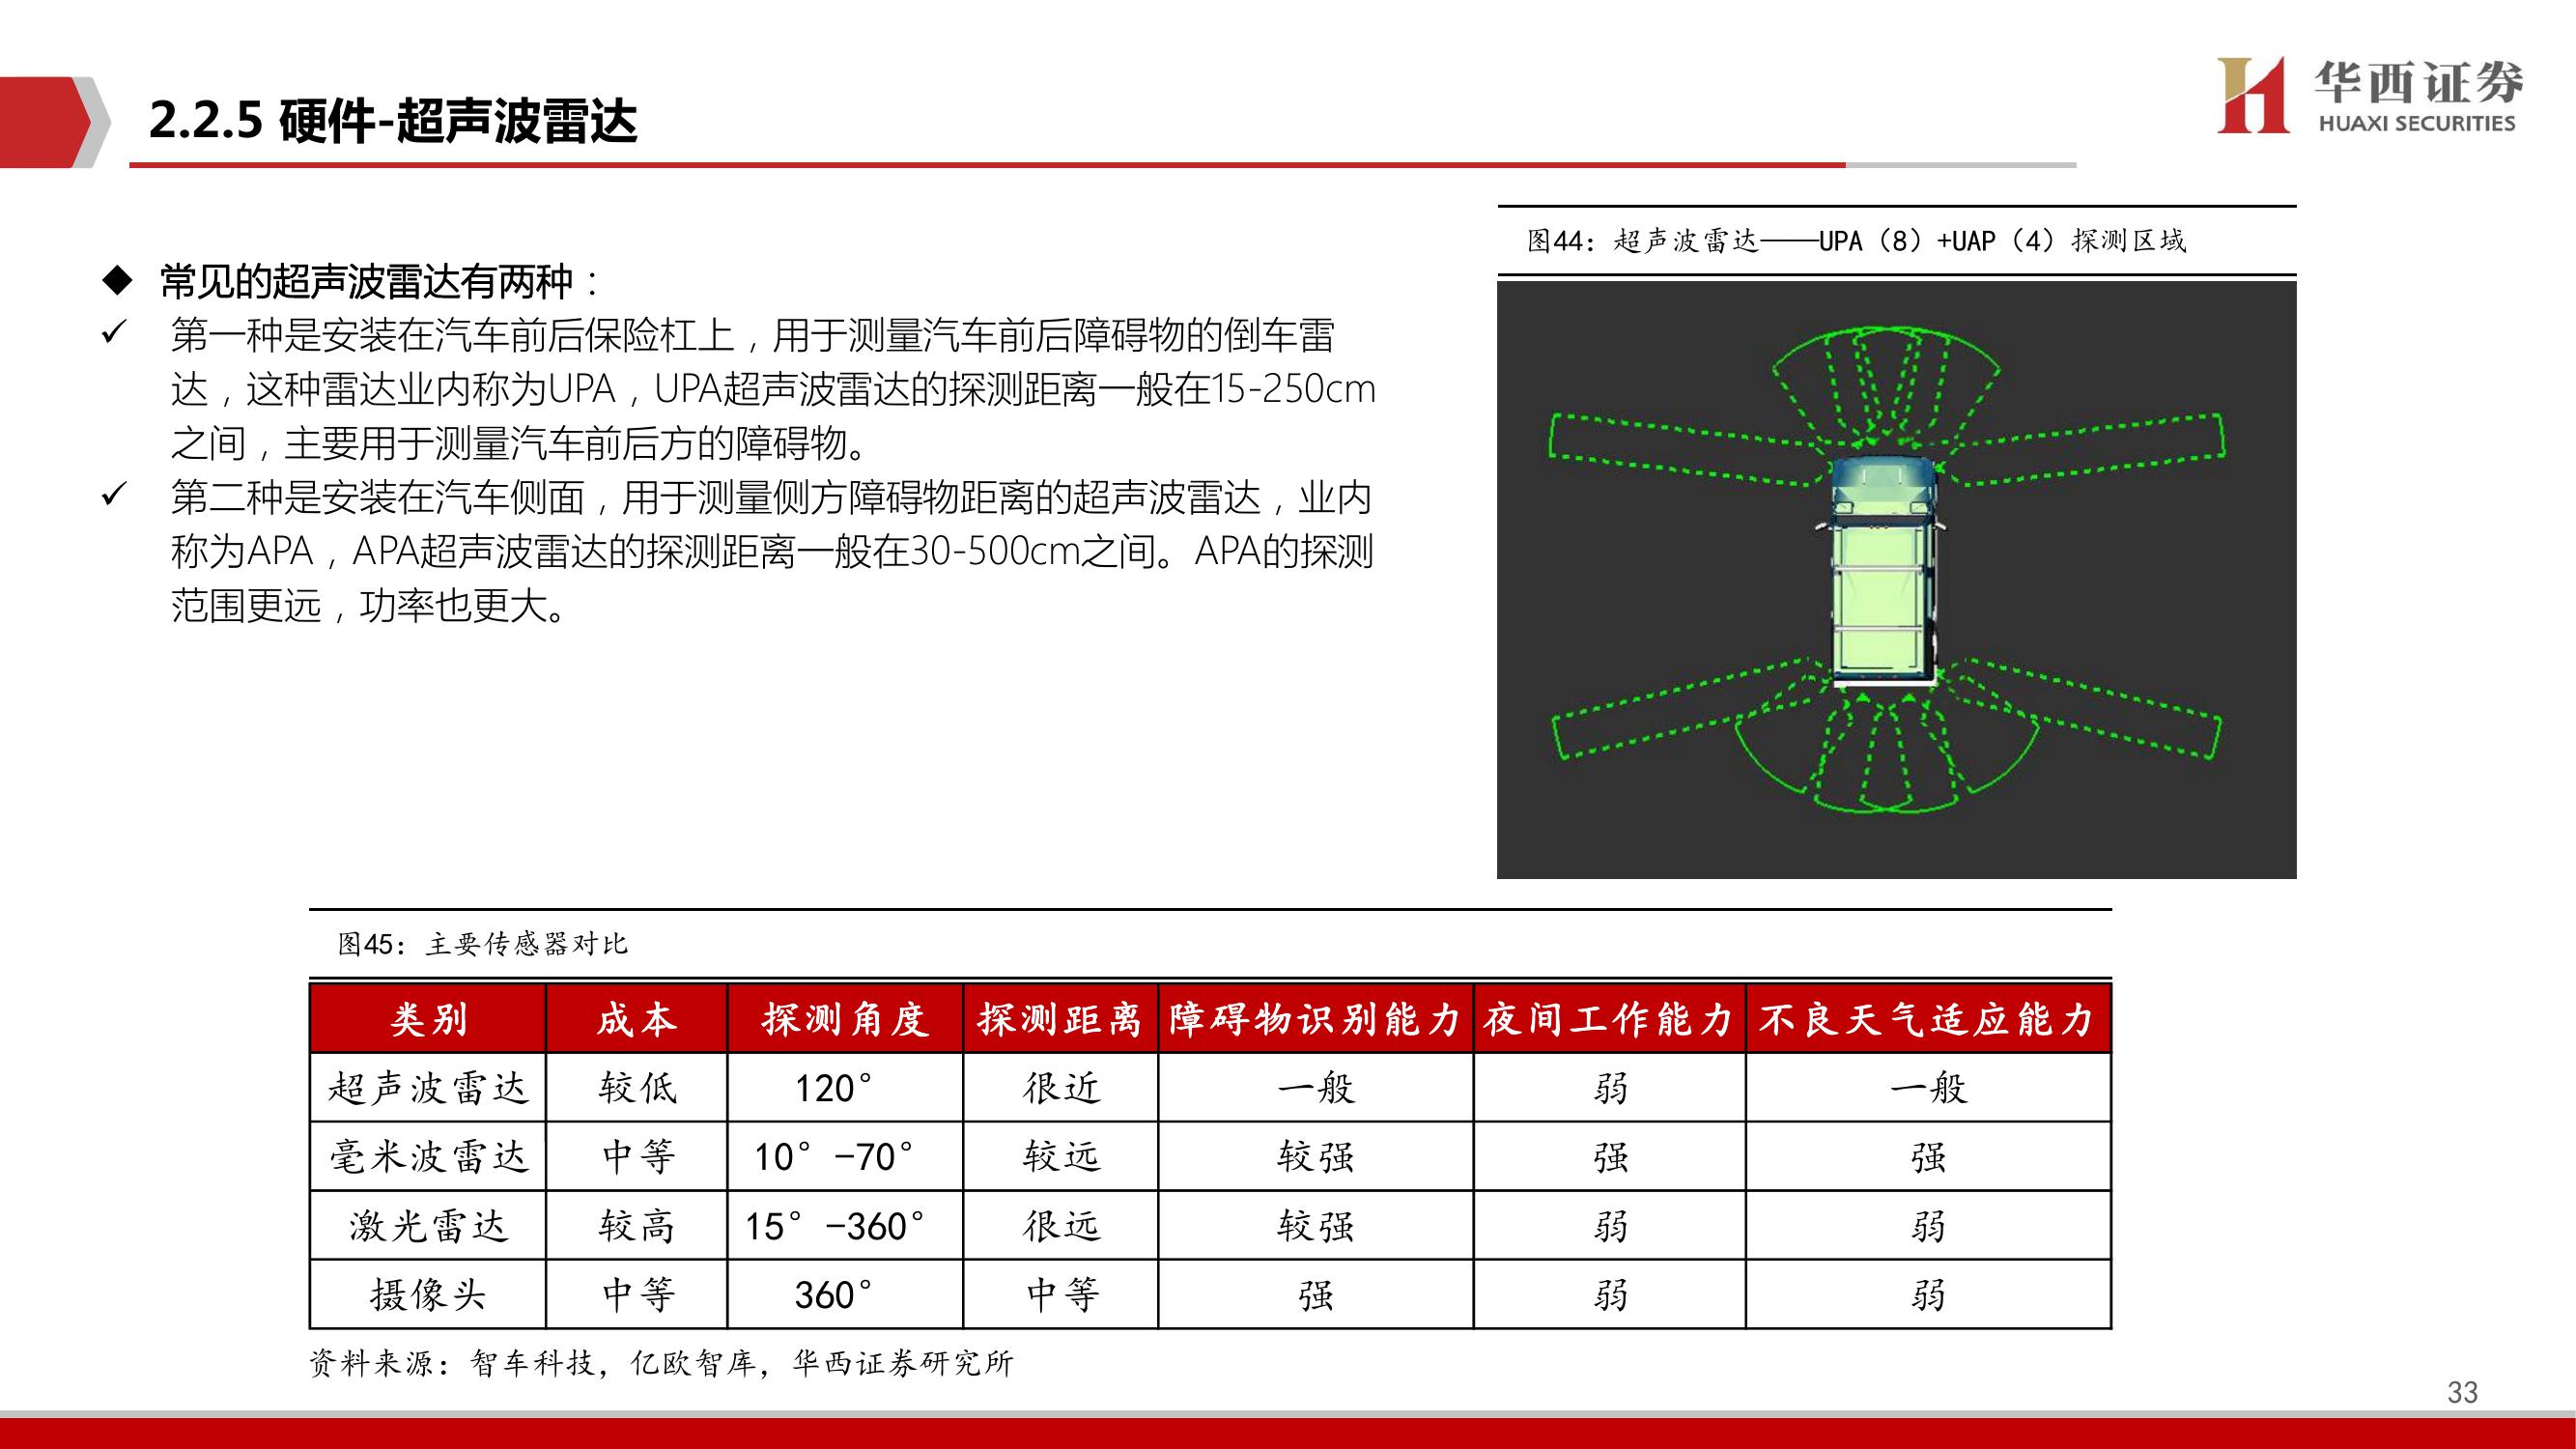 2.2.5 硬件-超声波雷达
华西证券
HUAXI SECURITIES
◆ 常见的超声波雷达有两种：
✓ 第一种是安装在汽车前后保险杠上，用于测量汽车前后障碍物的倒车雷
达，这种雷达业内称为UPA，UPA超声波雷达的探测距离一般在15-250cm
之间，主要用于测量汽车前后方的障碍物。
✓ 第二种是安装在汽车侧面，用于测量侧方障碍物距离的超声波雷达，业内
称为APA，APA超声波雷达的探测距离一般在30-500cm之间。APA的探测
范围更远，功率也更大。
图44：超声波雷达——UPA（8）+UAP（4）探测区域
图45：主要传感器对比
类别 成本 探测角度 探测距离 障碍物识别能力 夜间工作能力 不良天气适应能力
超声波雷达 较低 120° 很近 一般 弱 一般
毫米波雷达 中等 10°-70° 较远 较强 强 强
激光雷达 较高 15°-360° 很远 较强 弱 弱
摄像头 中等 360° 中等 强 弱 弱
资料来源：智车科技，亿欧智库，华西证券研究所
33